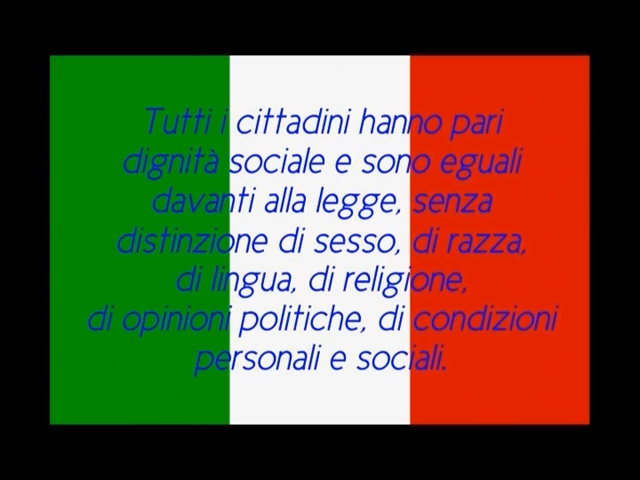 Tutti i cittadini hanno pari
dignità sociale e sono eguali
davanti alla legge, senza
distinzione di sesso, di razza,
di lingua, di religione,
di opinioni politiche, di condizioni
personali e sociali.